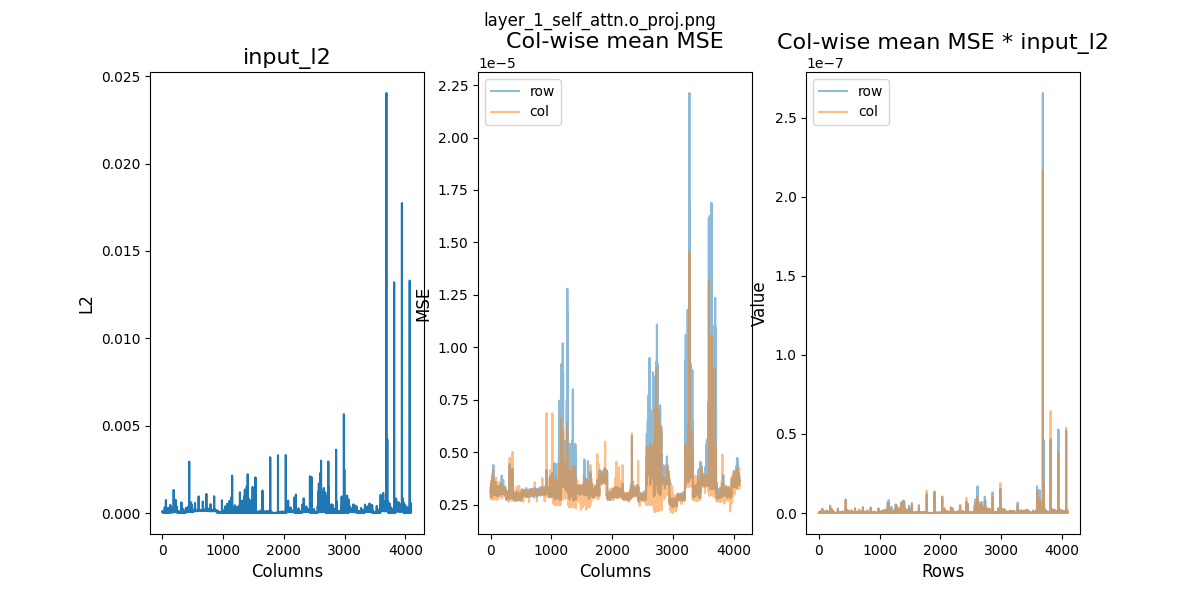 layer_1_self_attn.o_proj.png
input_l2
0.025
0.020
0.015
0.010
0.005
0.000
L2
0 1000 2000 3000 4000
Columns
Col-wise mean MSE
1e−5
row
col
2.25
2.00
1.75
1.50
1.25
1.00
0.75
0.50
0.25
MSE
0 1000 2000 3000 4000
Columns
Col-wise mean MSE * input_l2
1e−7
row
col
2.5
2.0
1.5
1.0
0.5
0.0
Value
0 1000 2000 3000 4000
Rows